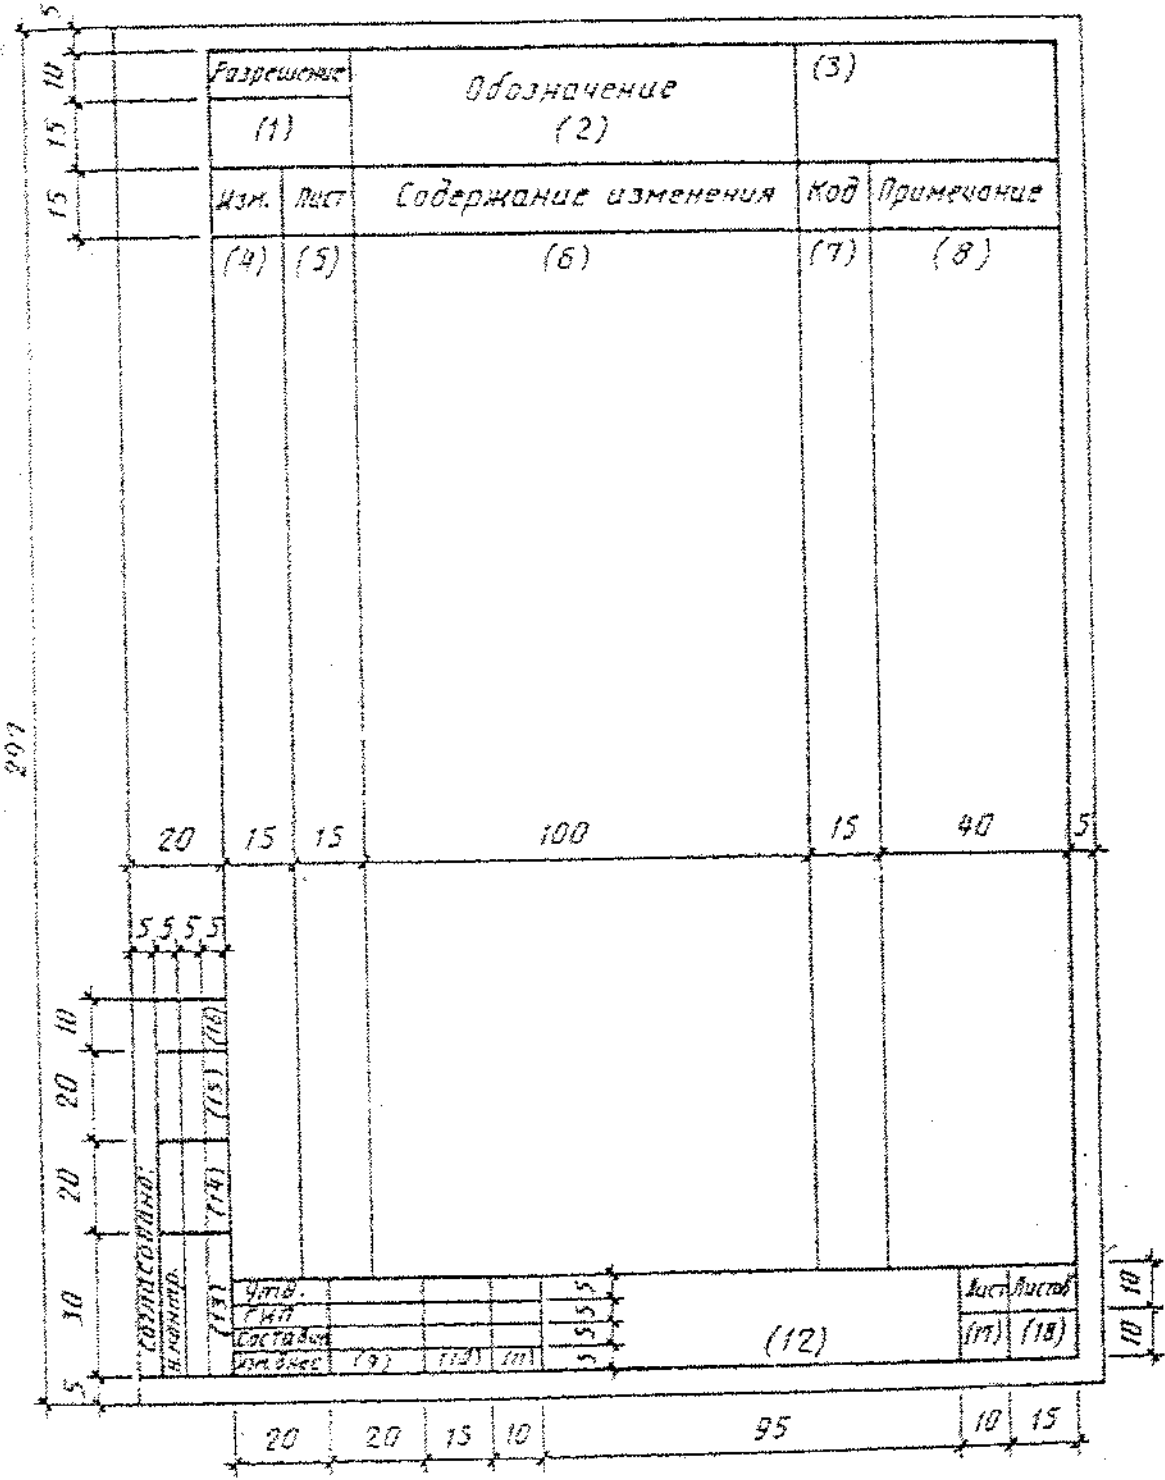 5
Разрешение Обозначение (3)
10
(1) (2)
15
Изм. Лист Содержание изменения Код Примечание
15
(4) (5) (6) (7) (8)
297
20 15 15 100 15 40 5
5 5 5 5
10 (16)
20 (15)
20 (14)
30 (13)
Согласовано:
Н.контр.
Утв. 5 Лист Листов 10
ГИП 5
Составил 5 (12) (17) (18) 10
Изм.внес (9) (10) (11) 5
5
20 20 15 10 95 10 15